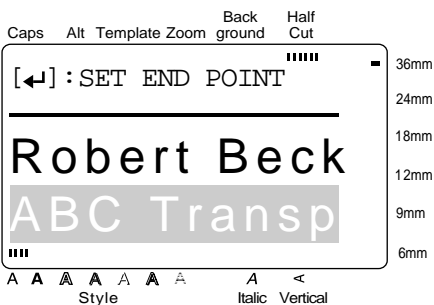 Back Half
Caps Alt Template Zoom ground Cut
[↵]:SET END POINT
36mm
24mm
Robert Beck
18mm
12mm
ABC Transp
9mm
6mm
A A A A A A A A <
Style Italic Vertical